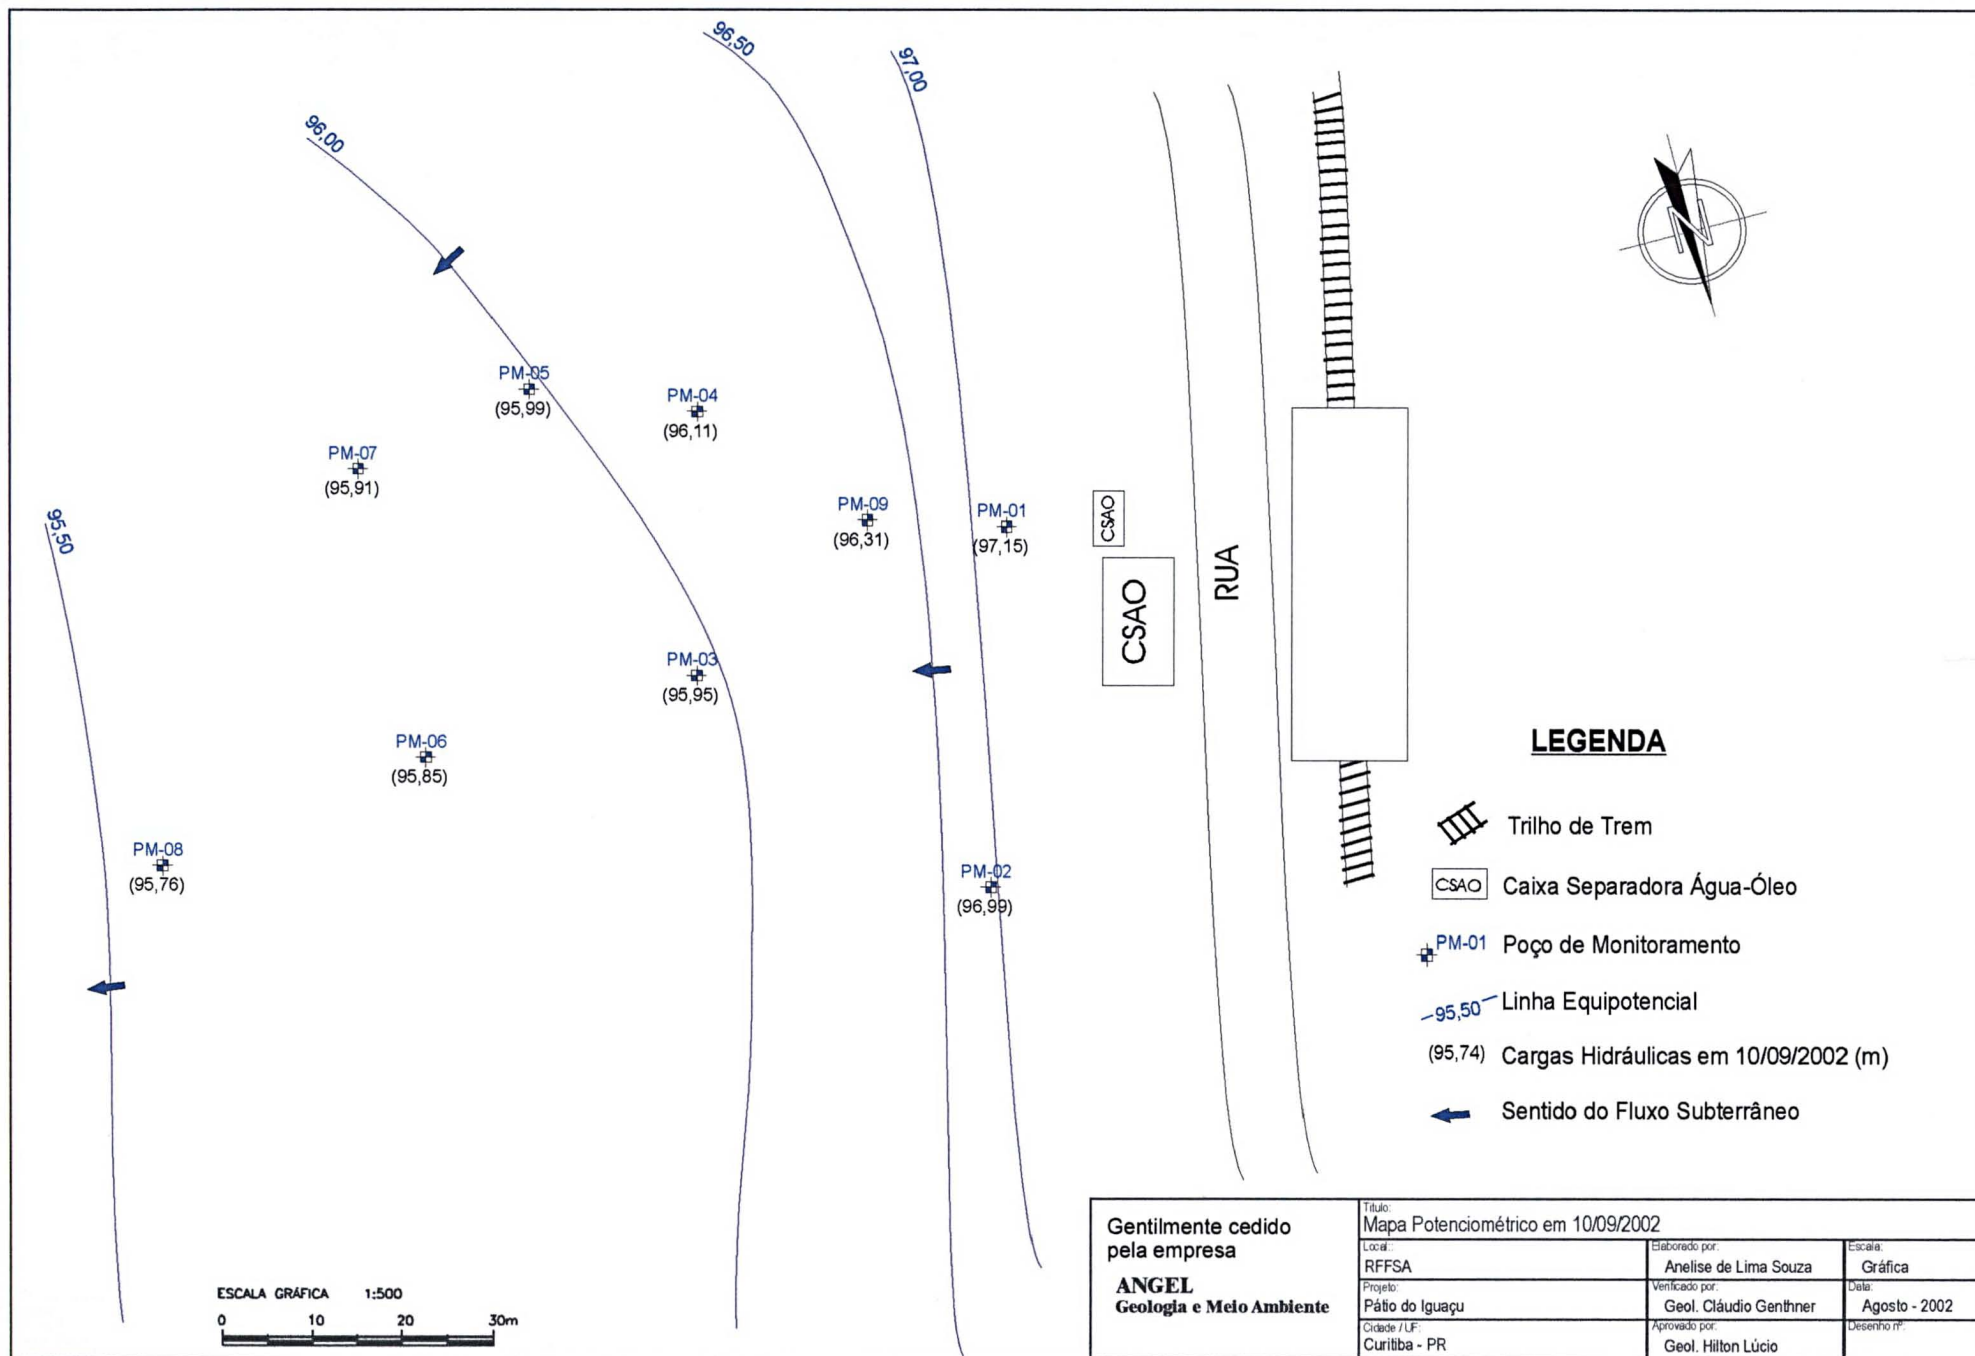 96,50
97,00
96,00
PM-05
(95,99)
PM-04
(96,11)
PM-07
(95,91)
PM-09
(96,31)
PM-01
(97,15)
CSAO
CSAO
RUA
N
95,50
PM-03
(95,95)
PM-06
(95,85)
PM-08
(95,76)
PM-02
(96,99)
LEGENDA
Trilho de Trem
CSAO Caixa Separadora Água-Óleo
PM-01 Poço de Monitoramento
95,50 Linha Equipotencial
(95,74) Cargas Hidráulicas em 10/09/2002 (m)
Sentido do Fluxo Subterrâneo
ESCALA GRÁFICA 1:500
0 10 20 30m
Gentilmente cedido
pela empresa
ANGEL
Geologia e Meio Ambiente
Título:
Mapa Potenciométrico em 10/09/2002
Local:
RFFSA
Elaborado por:
Anelise de Lima Souza
Escala:
Gráfica
Projeto:
Pátio do Iguaçu
Verificado por:
Geol. Cláudio Genthner
Data:
Agosto - 2002
Cidade / UF:
Curitiba - PR
Aprovado por:
Geol. Hilton Lúcio
Desenho nº: